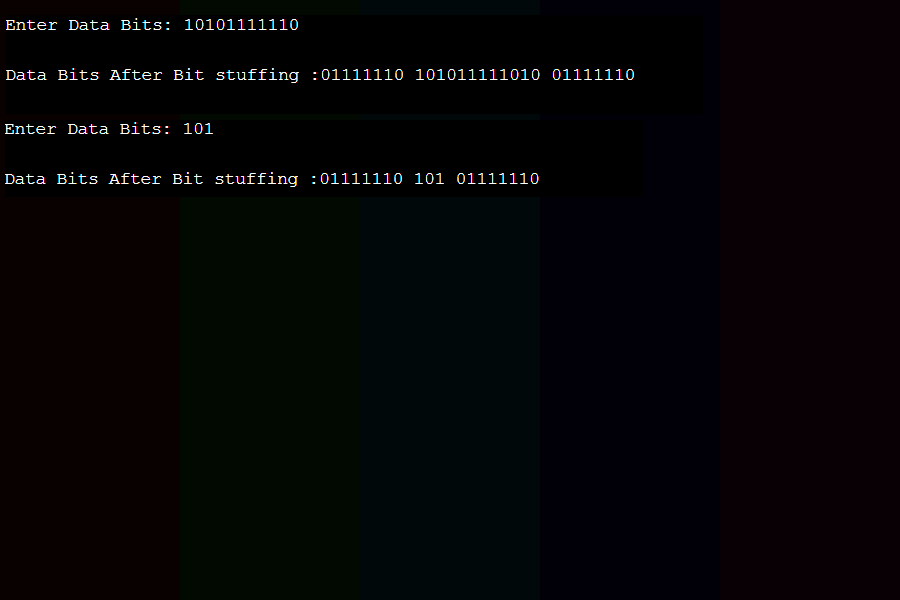 Enter Data Bits: 10101111110
Data Bits After Bit stuffing :01111110 101011111010 01111110
Enter Data Bits: 101
Data Bits After Bit stuffing :01111110 101 01111110